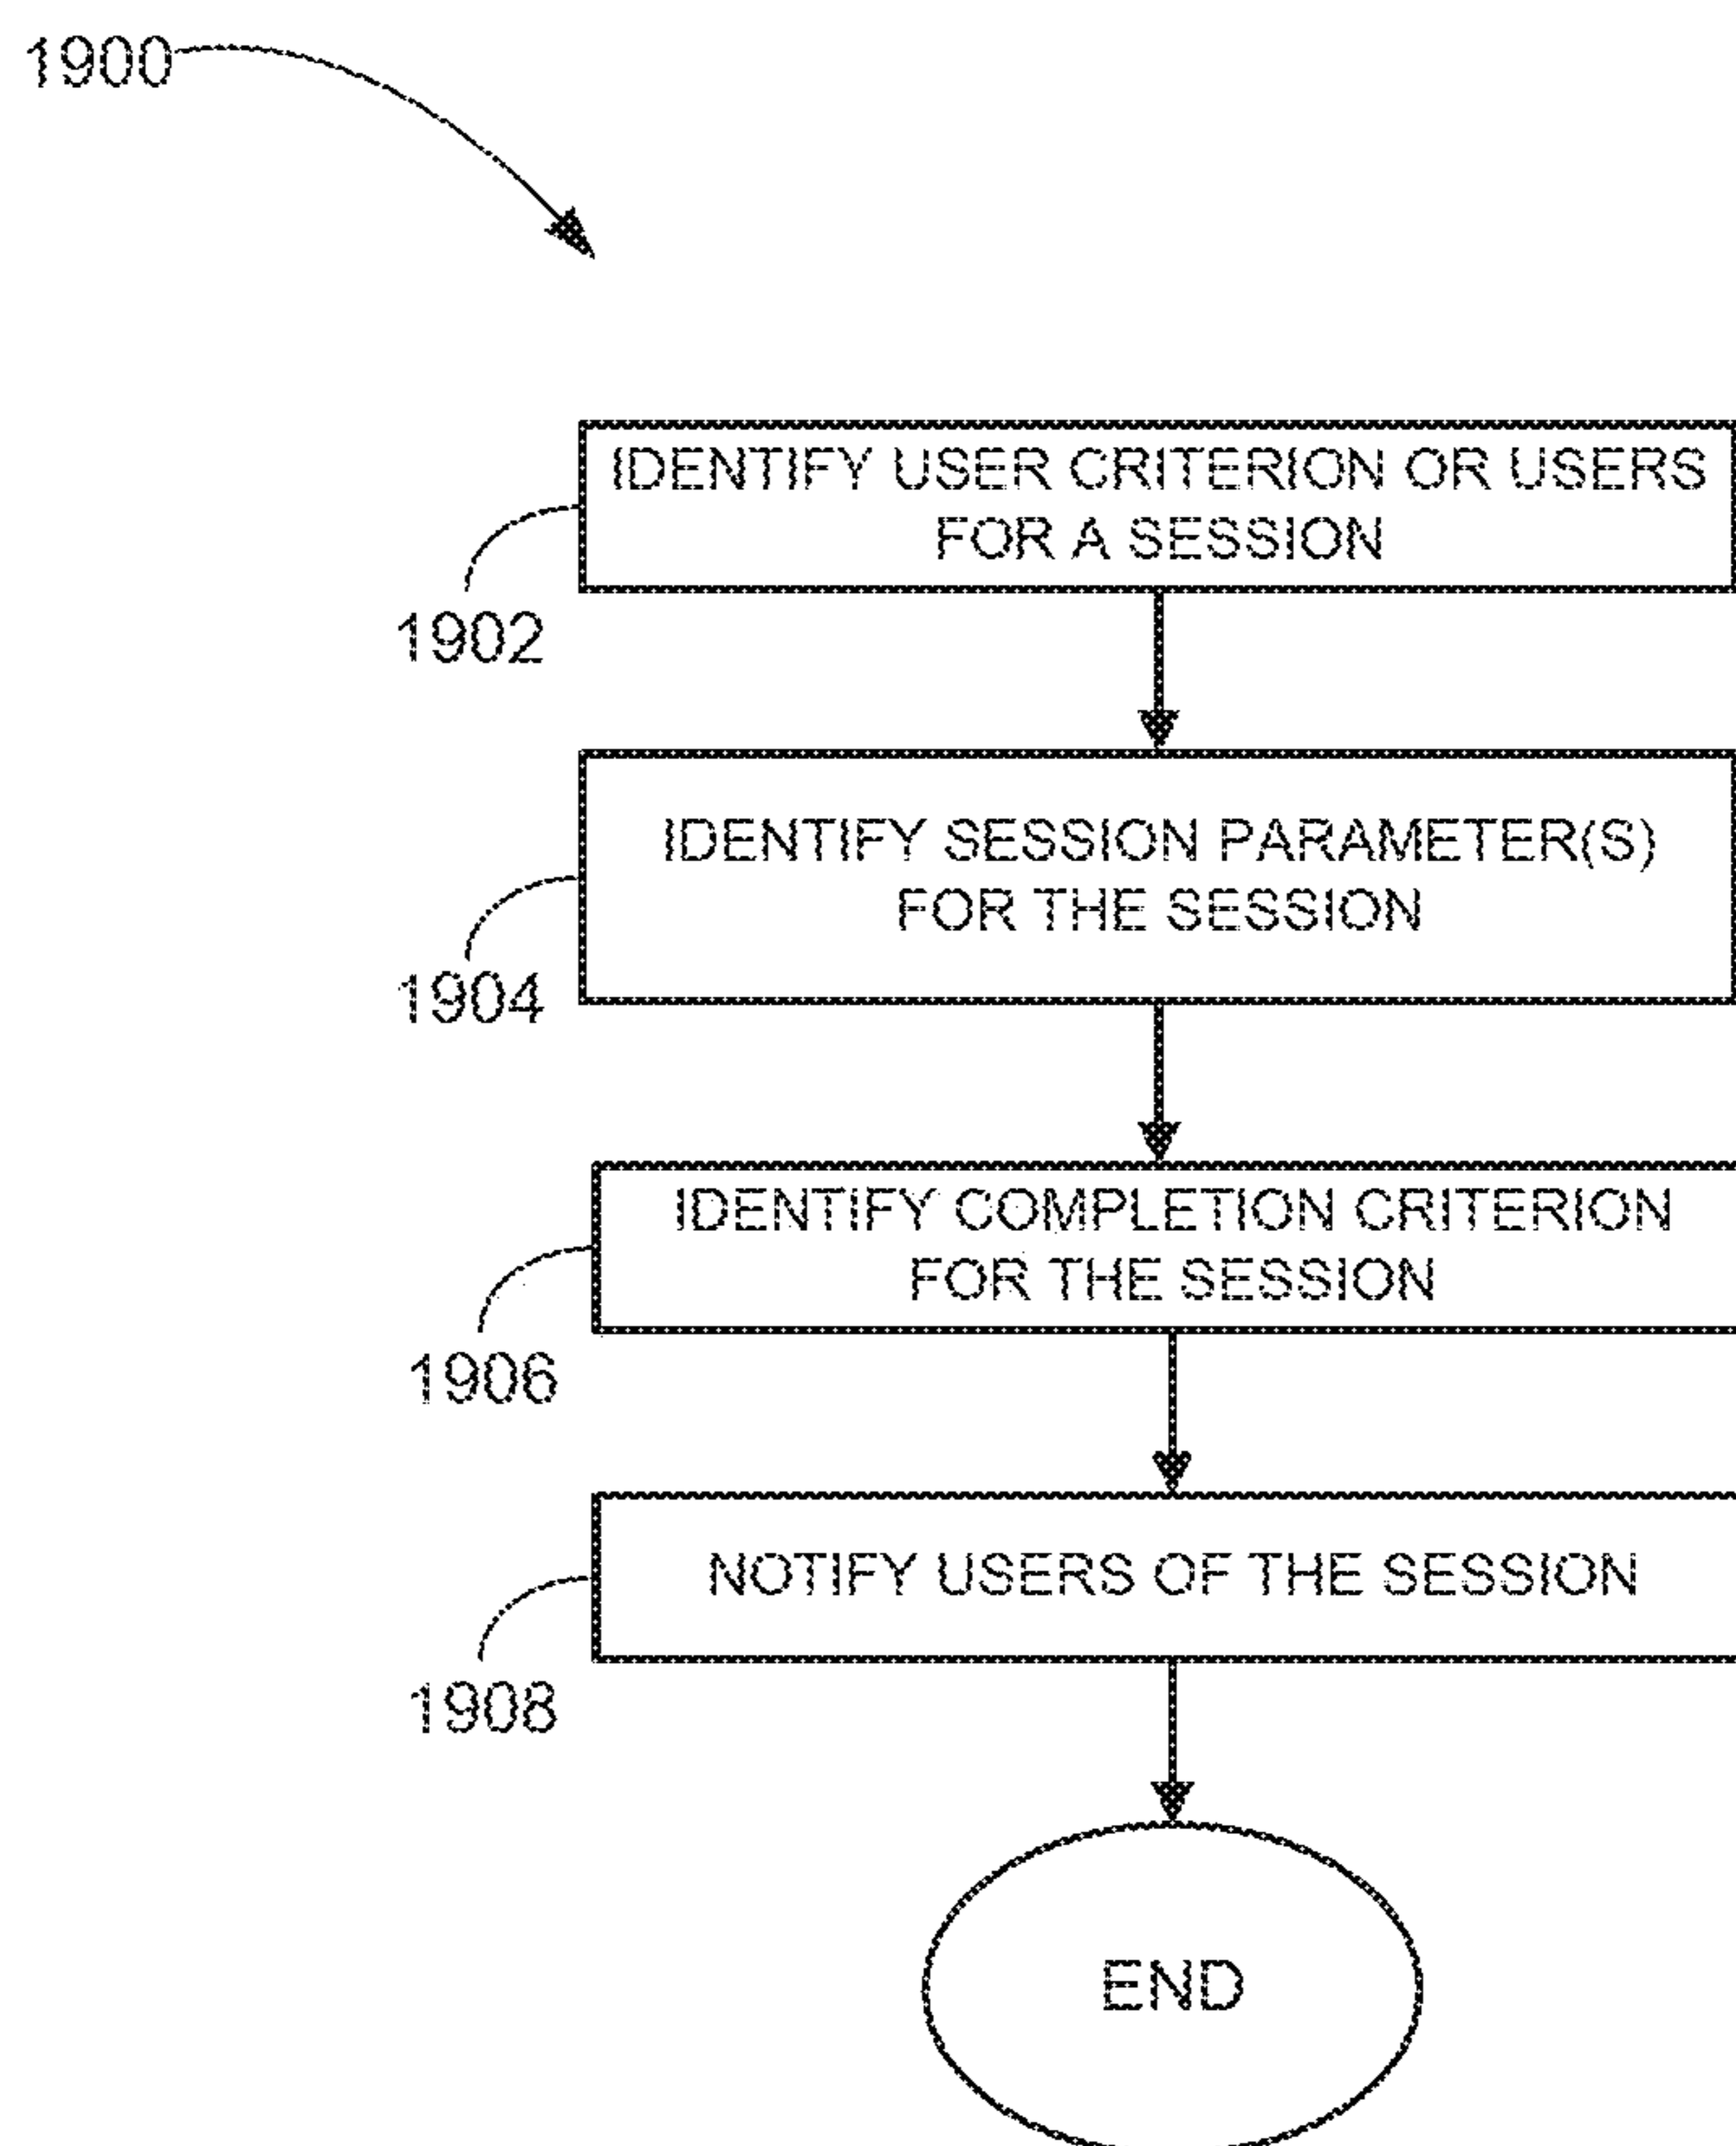 1900
IDENTIFY USER CRITERION OR USERS
FOR A SESSION
1902
IDENTIFY SESSION PARAMETER(S)
FOR THE SESSION
1904
IDENTIFY COMPLETION CRITERION
FOR THE SESSION
1906
NOTIFY USERS OF THE SESSION
1908
END